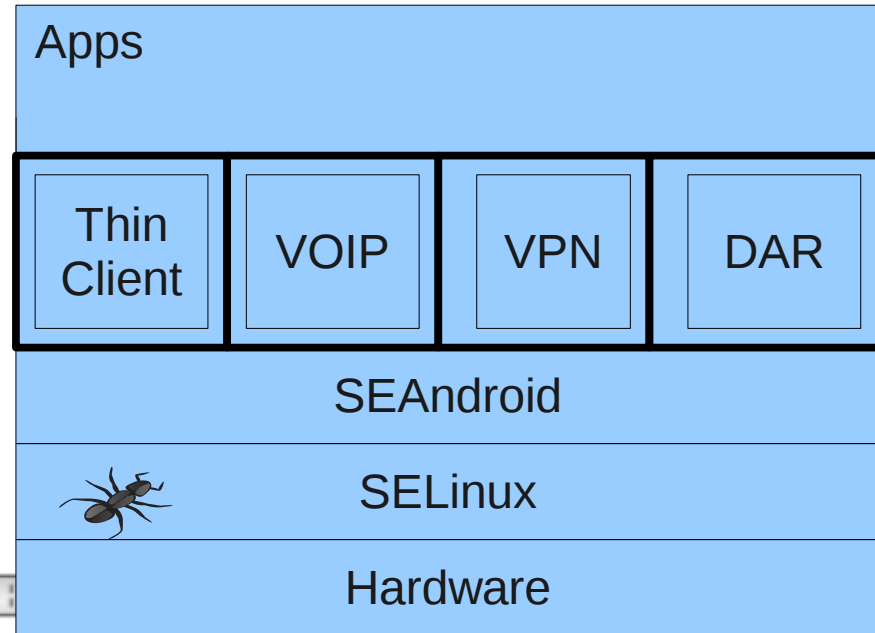 Apps
Thin
Client
VOIP
VPN
DAR
SEAndroid
SELinux
Hardware